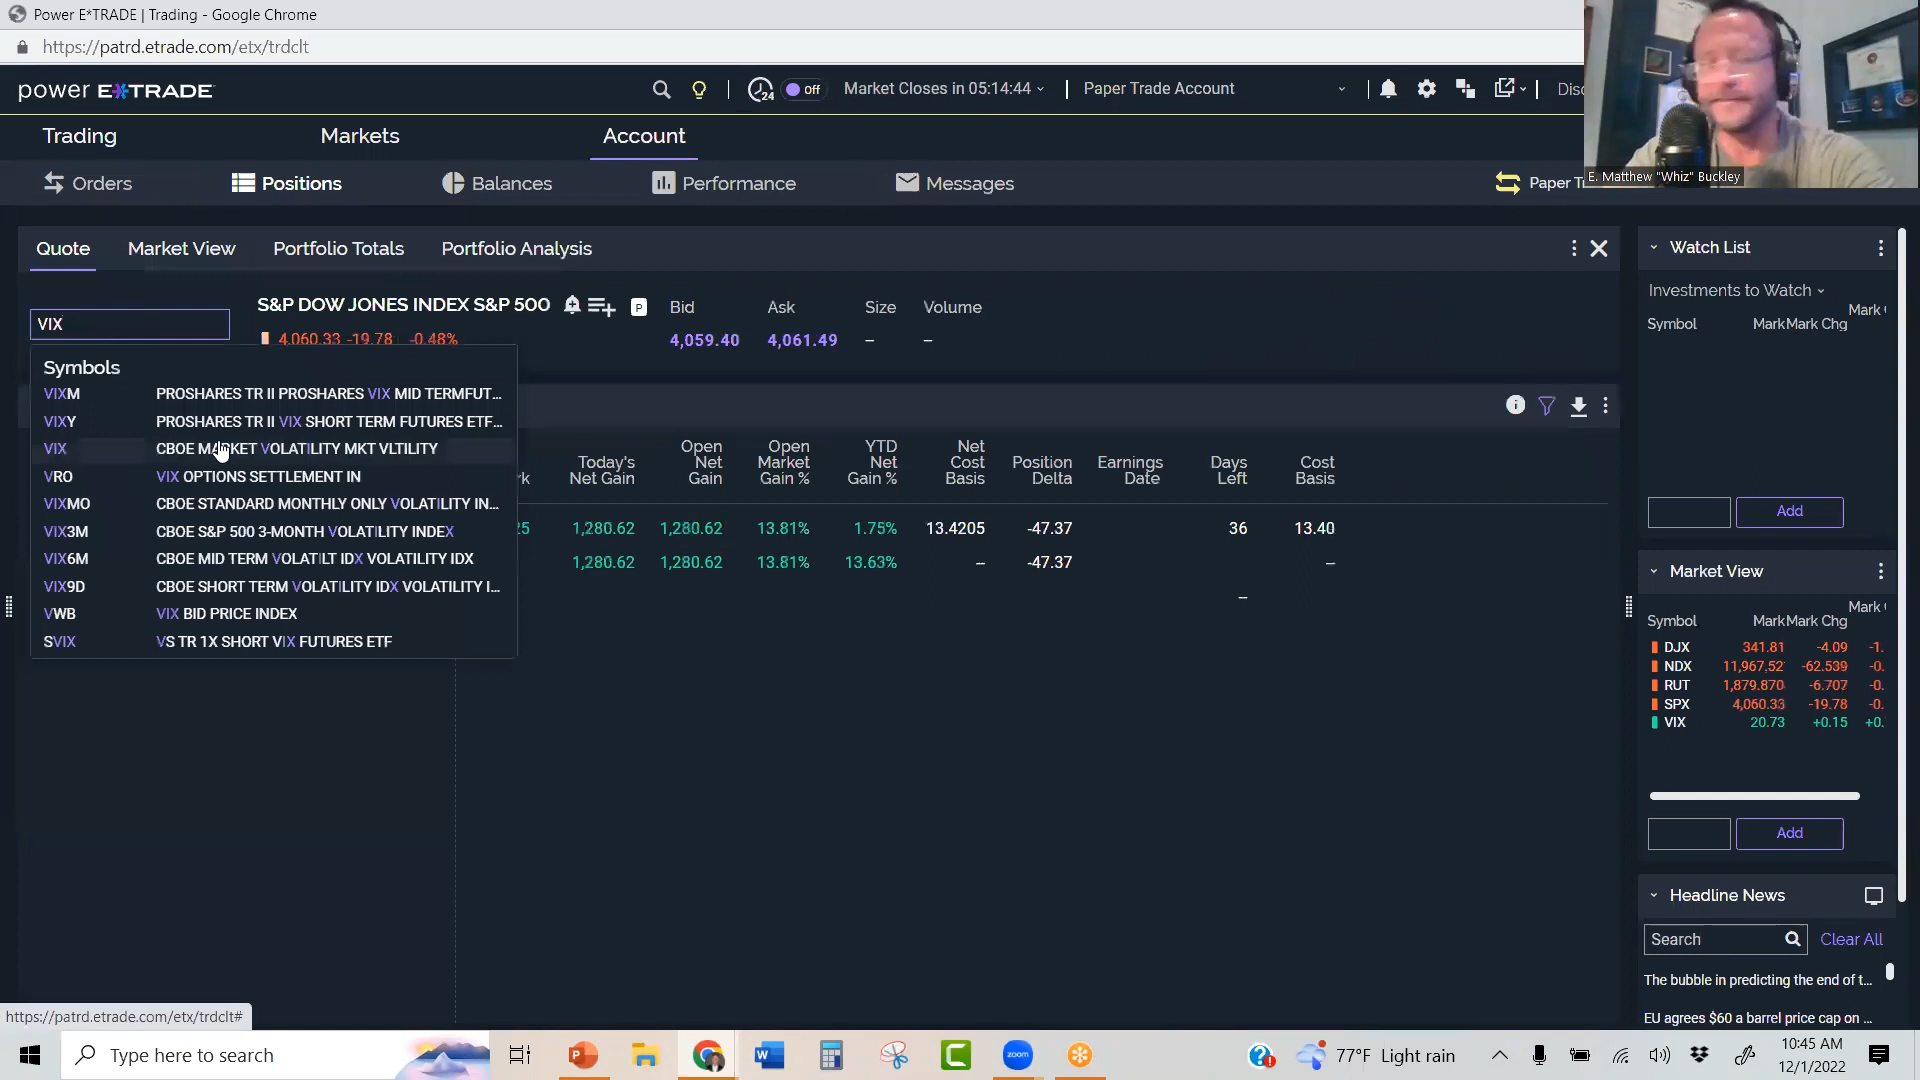 Power E*TRADE | Trading - Google Chrome
https://patrd.etrade.com/etx/trdclt
power E*TRADE
24
Off
Market Closes in 05:14:44
Paper Trade Account
Trading
Markets
Account
Orders
Positions
Balances
Performance
Messages
E. Matthew "Whiz" Buckley
Quote
Market View
Portfolio Totals
Portfolio Analysis
VIX
S&P DOW JONES INDEX S&P 500
P
4,060.33 -19.78 -0.48%
Bid
Ask
Size
Volume
4,059.40
4,061.49
–
–
Symbols
VIXM PROSHARES TR II PROSHARES VIX MID TERMFUT...
VIXY PROSHARES TR II VIX SHORT TERM FUTURES ETF...
VIX CBOE MARKET VOLATILITY MKT VLTILITY
VRO VIX OPTIONS SETTLEMENT IN
VIXMO CBOE STANDARD MONTHLY ONLY VOLATILITY IN...
VIX3M CBOE S&P 500 3-MONTH VOLATILITY INDEX
VIX6M CBOE MID TERM VOLATILT IDX VOLATILITY IDX
VIX9D CBOE SHORT TERM VOLATILITY IDX VOLATILITY I...
VWB VIX BID PRICE INDEX
SVIX VS TR 1X SHORT VIX FUTURES ETF
Today's Net Gain
Open Net Gain
Open Market Gain %
YTD Net Gain %
Net Cost Basis
Position Delta
Earnings Date
Days Left
Cost Basis
1,280.62 1,280.62 13.81% 1.75% 13.4205 -47.37 36 13.40
1,280.62 1,280.62 13.81% 13.63% – -47.37 –
–
Watch List
Investments to Watch
Mark
Symbol Mark Mark Chg
Add
Market View
Mark
Symbol Mark Mark Chg
DJX 341.81 -4.09 -1.
NDX 11,967.52 -62.539 -0.
RUT 1,879.870 -6.707 -0.
SPX 4,060.33 -19.78 -0.
VIX 20.73 +0.15 +0.
Add
Headline News
Search
Clear All
The bubble in predicting the end of t...
EU agrees $60 a barrel price cap on ...
https://patrd.etrade.com/etx/trdclt#
Type here to search
zoom
77°F Light rain
10:45 AM
12/1/2022